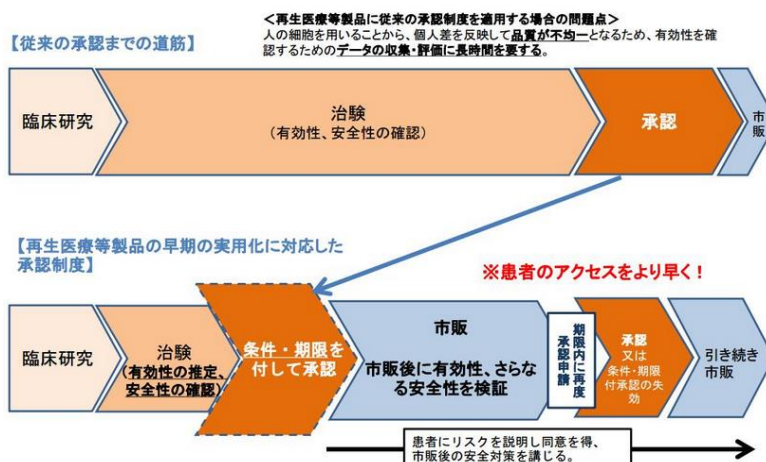 ＜再生医療等製品に従来の承認制度を適用する場合の問題点＞
人の細胞を用いることから、個人差を反映して品質が不均一となるため、有効性を確
認するためのデータの収集・評価に長時間を要する。
【従来の承認までの道筋】
臨床研究
治験
（有効性、安全性の確認）
承認
市
販
【再生医療等製品の早期の実用化に対応した
承認制度】
※患者のアクセスをより早く！
臨床研究
治験
（有効性の推定、
安全性の確認）
条件・期限を
付して承認
市販
市販後に有効性、さらな
る安全性を検証
期限内に再度
承認申請
承認
又は
条件・期限
付承認の失
効
引き続き
市販
患者にリスクを説明し同意を得、
市販後の安全対策を講じる。